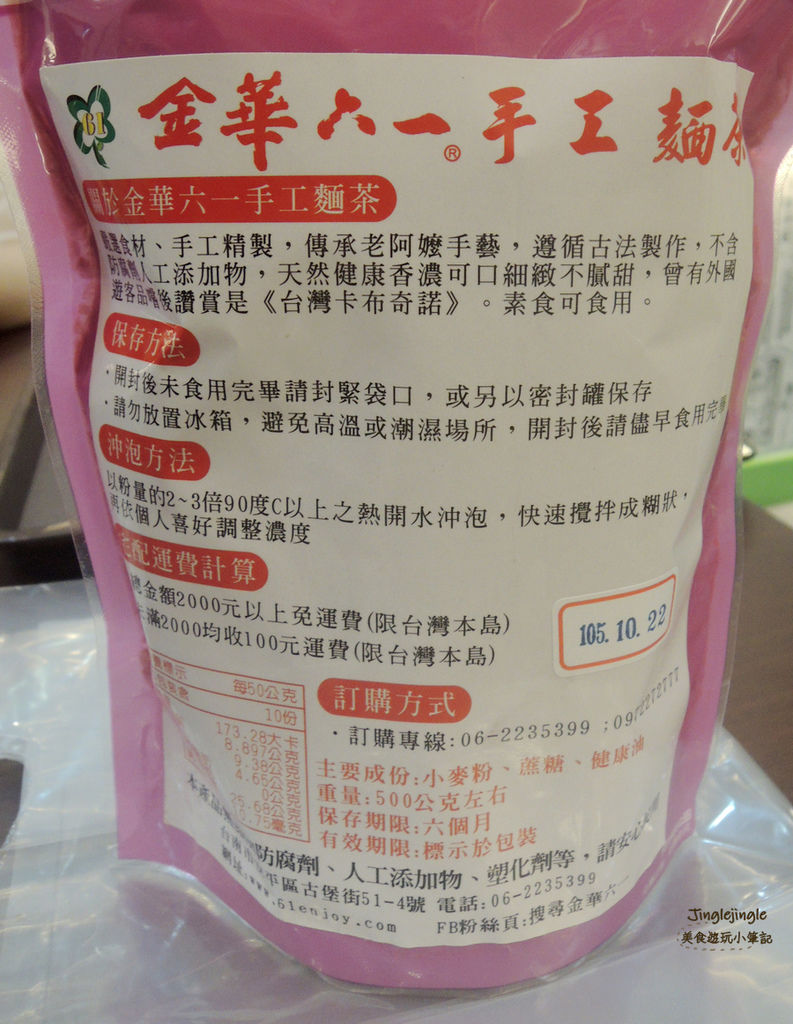 61
金華六一®手工麵茶
關於金華六一手工麵茶
嚴選食材、手工精製，傳承老阿嬤手藝，遵循古法製作，不含
防腐劑人工添加物，天然健康香濃可口細緻不膩甜，曾有外國
遊客品嚐後讚賞是《台灣卡布奇諾》。素食可食用。
保存方法
·開封後未食用完畢請封緊袋口，或另以密封罐保存
·請勿放置冰箱，避免高溫或潮濕場所，開封後請儘早食用完畢
沖泡方法
以粉量的2~3倍90度C以上之熱開水沖泡，快速攪拌成糊狀，
再依個人喜好調整濃度
宅配運費計算
總金額2000元以上免運費(限台灣本島)
未滿2000均收100元運費(限台灣本島)
105.10.22
標示
每50公克
10份
173.28大卡
8.897公克
9.38公克
4.65公克
0公克
25.68公克
0.75毫克
訂購方式
·訂購專線:06-2235399 ;09 2272777
主要成份:小麥粉、蔗糖、健康油
重量:500公克左右
保存期限:六個月
有效期限:標示於包裝
本產品 防腐劑、人工添加物、塑化劑等，請安心
台南市 平區古堡街51-4號 電話:06-2235399
網址:www.61enjoy.com FB粉絲頁:搜尋金華六一
Jinglejingle
美食遊玩小筆記